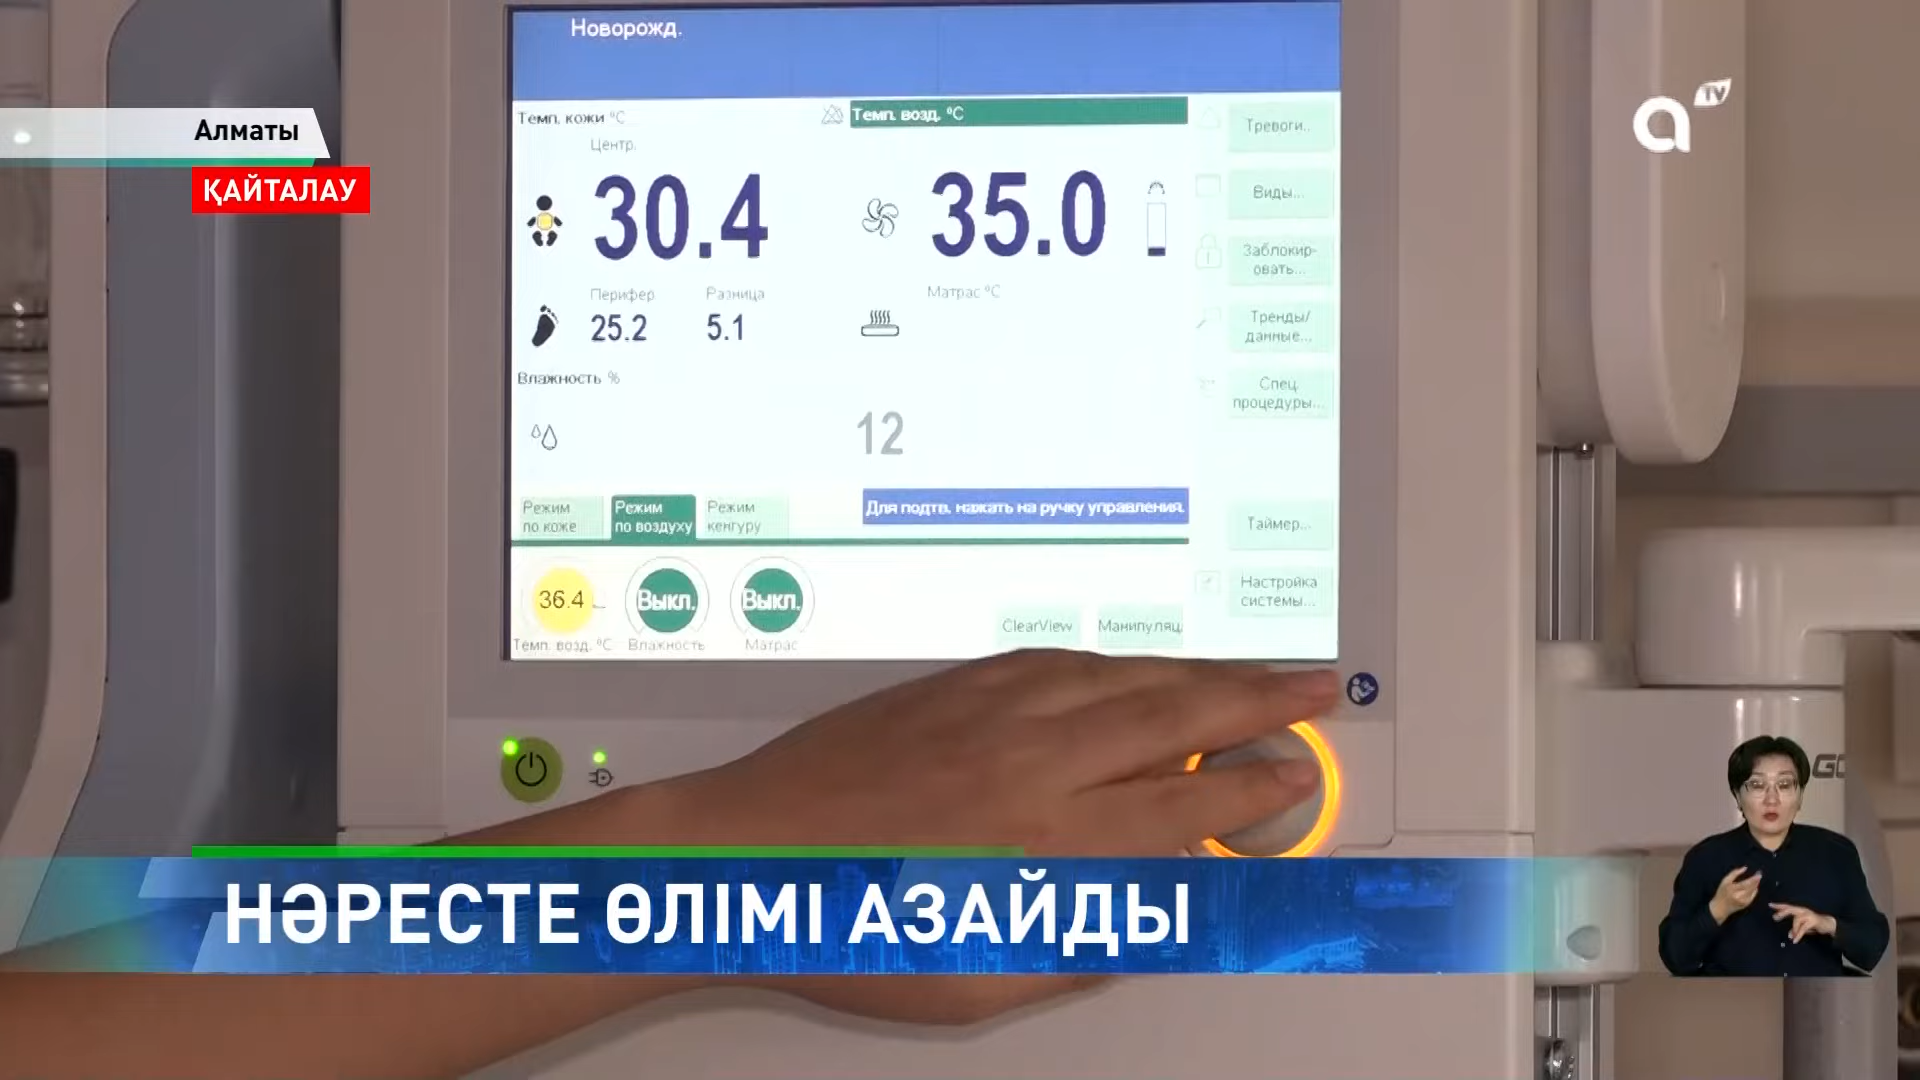 Новорожд.
Алматы
ҚАЙТАЛАУ
TV
Темп. кожи °C
Темп. возд. °C
Центр.
30.4
35.0
Перифер
Разница
Матрас °C
25.2
5.1
Влажность %
12
Режим
по коже
Режим
по воздуху
Режим
кенгуру
Для подтв. нажать на ручку управления.
36.4
Выкл.
Выкл.
Темп. возд. °C
Влажность
Матрас
ClearView
Манипуляц
Тревоги...
Виды...
Заблокир-
овать...
Тренды/
данные...
Спец.
процедуры...
Таймер...
Настройка
системы...
НӘРЕСТЕ ӨЛІМІ АЗАЙДЫ